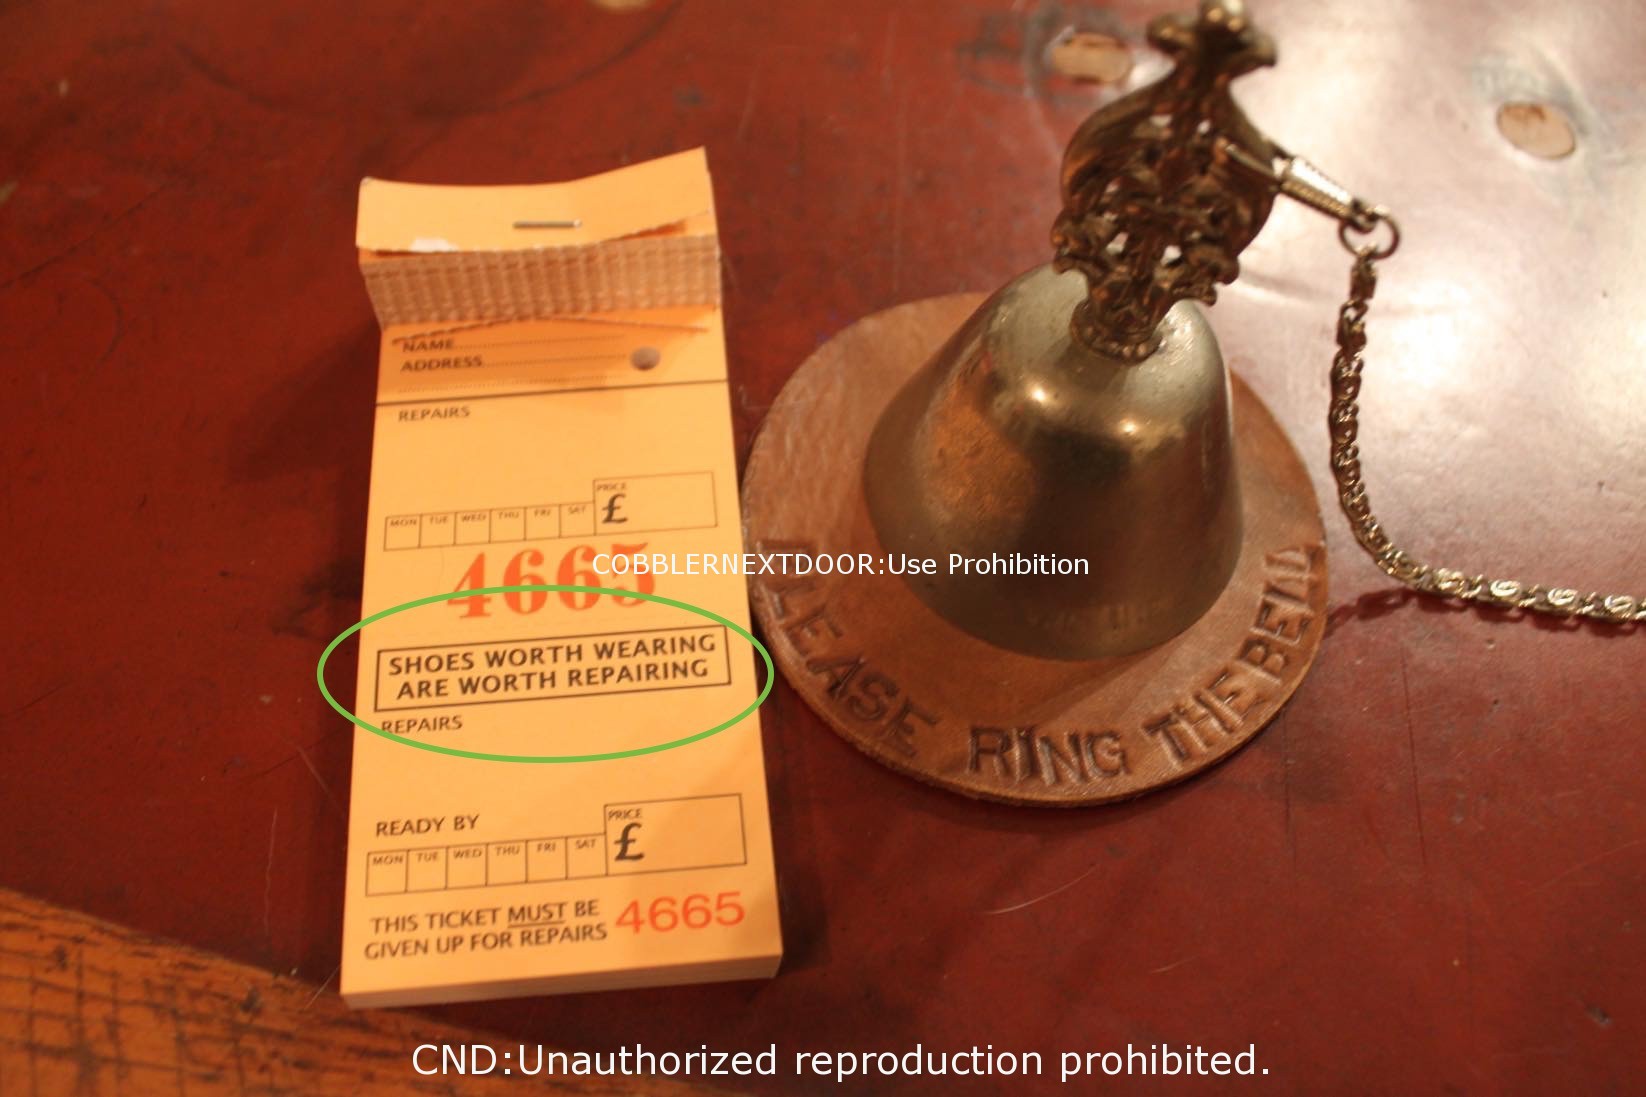 NAME
ADDRESS
REPAIRS
PRICE
£
MON TUE WED THU FRI SAT
4665
COBBLERNEXTDOOR:Use Prohibition
SHOES WORTH WEARING
ARE WORTH REPAIRING
REPAIRS
READY BY
PRICE
£
MON TUE WED THU FRI SAT
THIS TICKET MUST BE
GIVEN UP FOR REPAIRS
4665
PLEASE RING THE BELL
CND:Unauthorized reproduction prohibited.